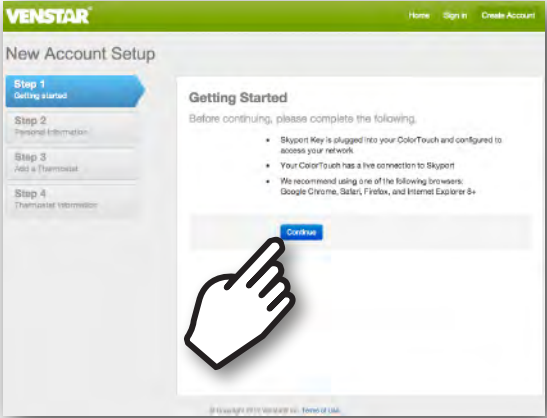 VENSTAR®
Home Sign in Create Account
New Account Setup
Step 1
Getting started
Step 2
Personal Information
Step 3
Add a Thermostat
Step 4
Thermostat Information
Getting Started
Before continuing, please complete the following.
• Skyport Key is plugged into your ColorTouch and configured to
access your network
• Your ColorTouch has a live connection to Skyport
• We recommend using one of the following browsers:
Google Chrome, Safari, Firefox, and Internet Explorer 8+
Continue
© Copyright Venstar Inc. Terms of Use